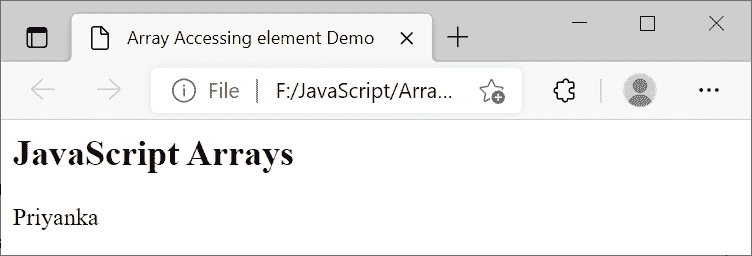 Array Accessing element Demo
File F:/JavaScript/Arra...
JavaScript Arrays
Priyanka